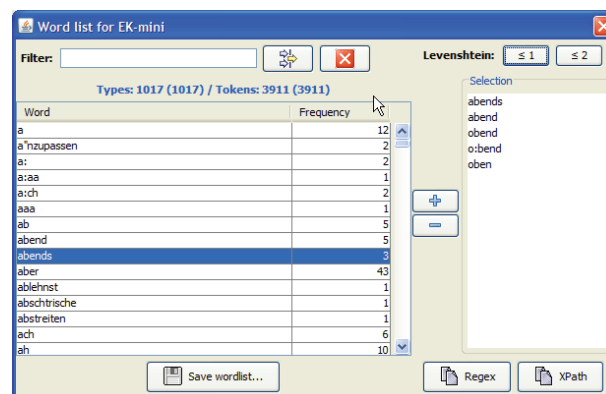 Word list for EK-mini
Filter:
Levenshtein: ≤ 1 ≤ 2
Types: 1017 (1017) / Tokens: 3911 (3911)
Word Frequency
a 12
a"nzupassen 2
a: 2
a:aa 1
a:ch 2
aaa 1
ab 5
abend 5
abends 3
aber 43
ablehnst 1
abschtrische 1
abstreiten 1
ach 6
ah 10
Save wordlist...
Selection
abends
abend
obend
o:bend
oben
Regex XPath